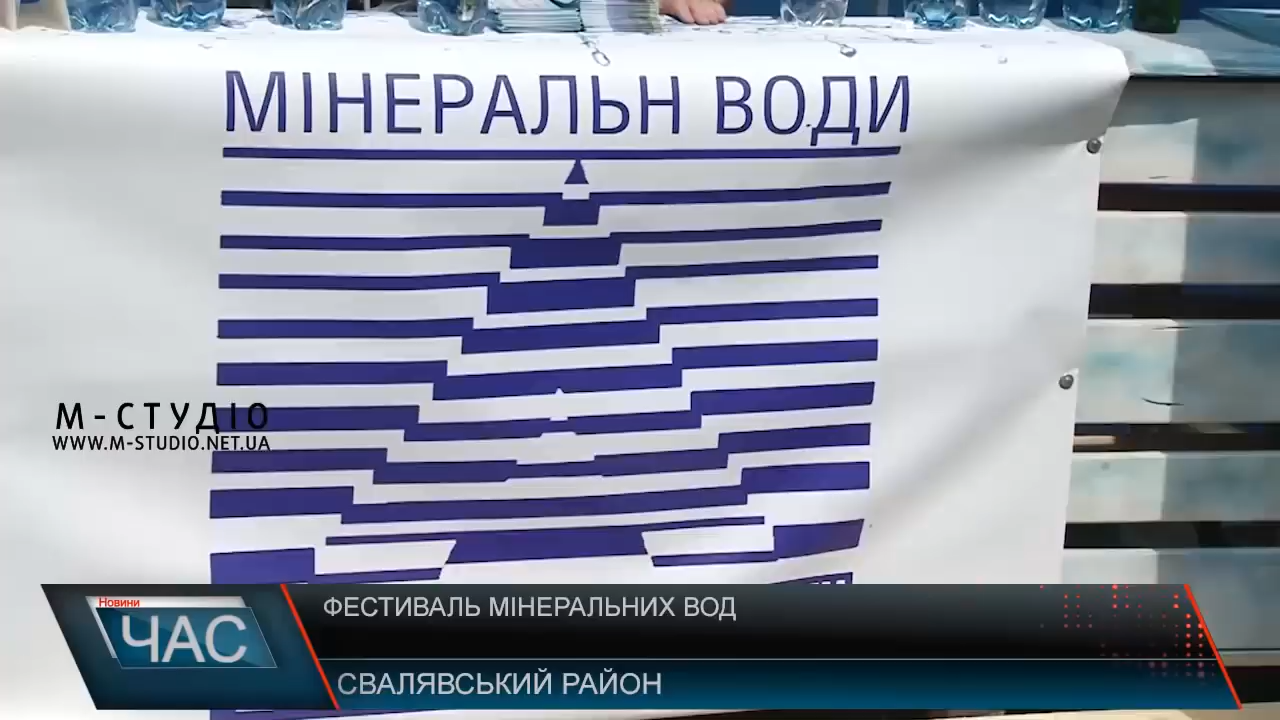 МІНЕРАЛЬН ВОДИ
М-СТУДІО
WWW.M-STUDIO.NET.UA
Новини
ЧАС
ФЕСТИВАЛЬ МІНЕРАЛЬНИХ ВОД
СВАЛЯВСЬКИЙ РАЙОН